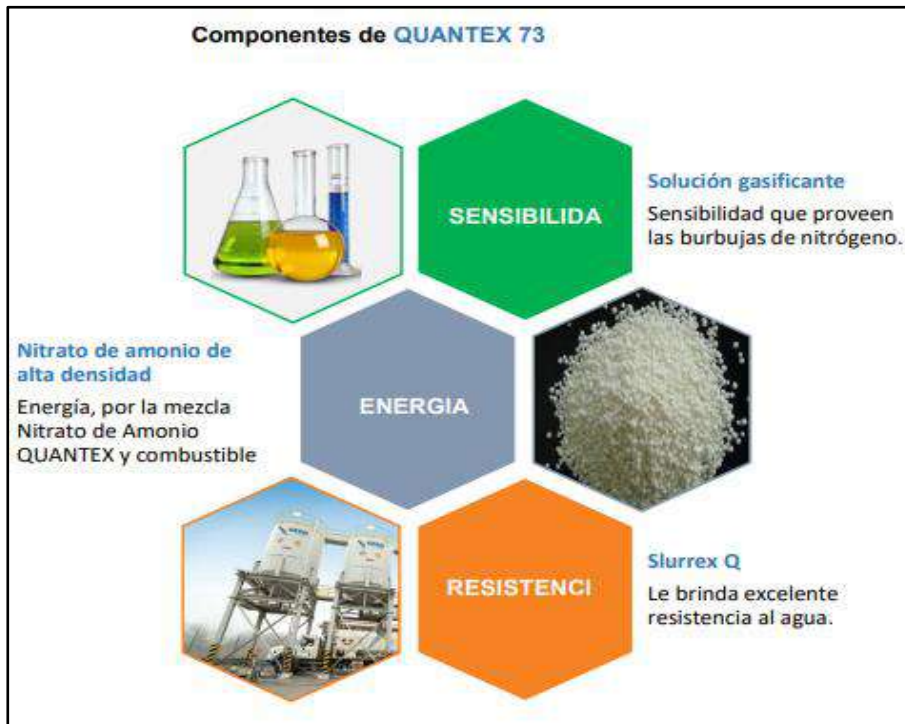 Componentes de QUANTEX 73
SENSIBILIDA
Solución gasificante
Sensibilidad que proveen
las burbujas de nitrógeno.
Nitrato de amonio de
alta densidad
Energía, por la mezcla
Nitrato de Amonio
QUANTEX y combustible
ENERGIA
RESISTENCI
Slurrex Q
Le brinda excelente
resistencia al agua.